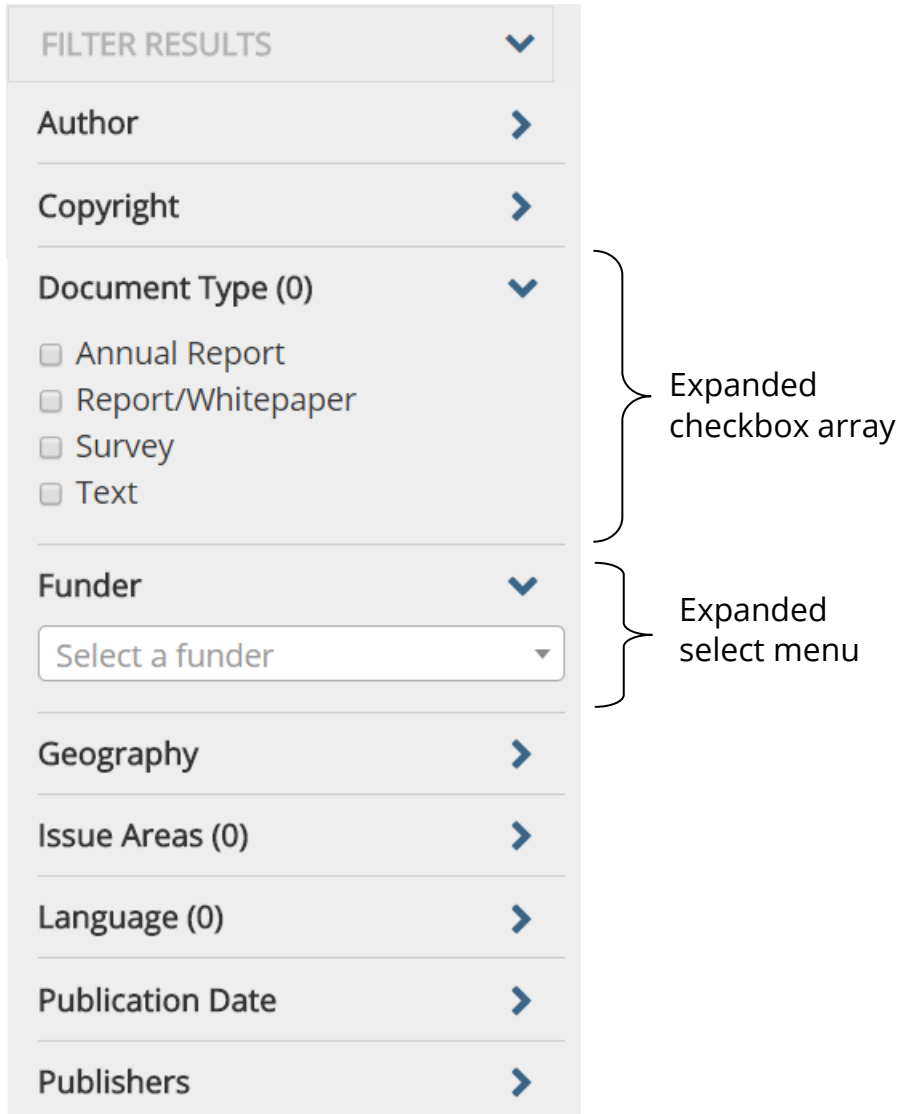 FILTER RESULTS
Author
Copyright
Document Type (0)
Annual Report
Report/Whitepaper
Survey
Text
Expanded
checkbox array
Funder
Select a funder
Expanded
select menu
Geography
Issue Areas (0)
Language (0)
Publication Date
Publishers